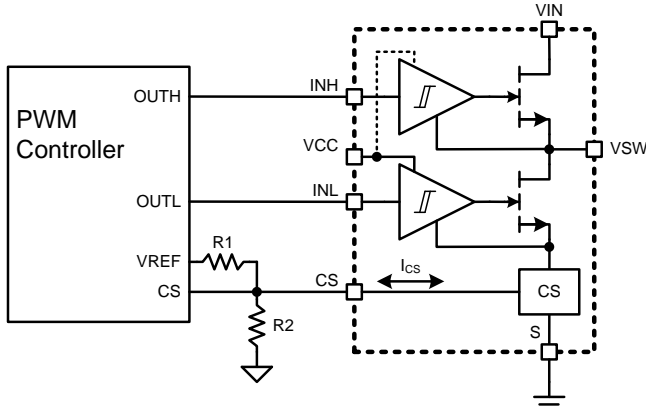 VIN
OUTH
INH
PWM
Controller
VCC
VSW
OUTL
INL
R1
VREF
CS
CS
ICS
CS
R2
S